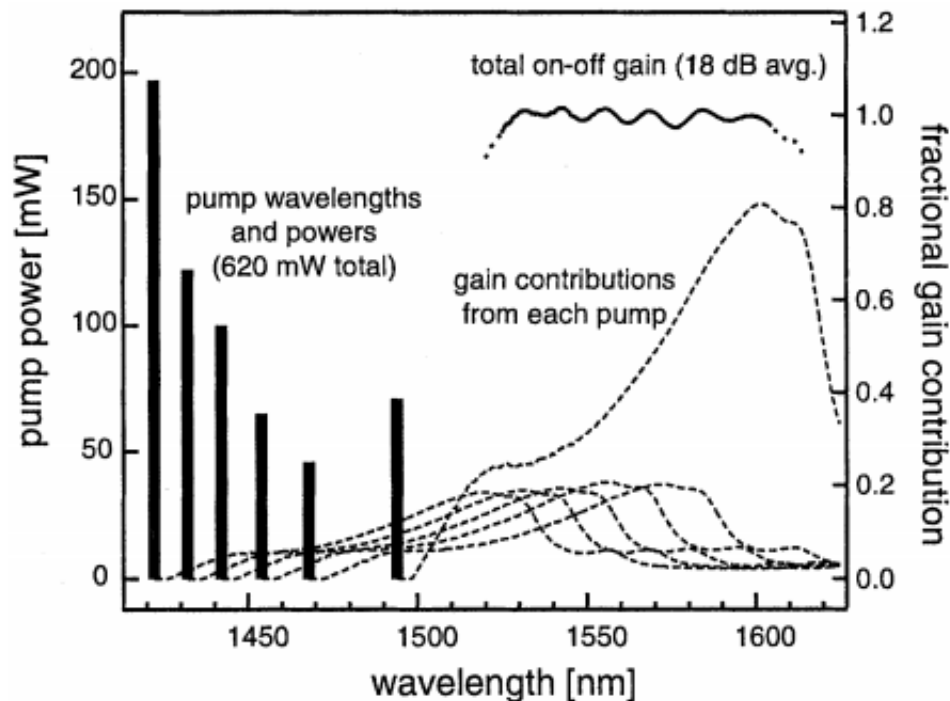 200
150
100
50
0
pump power [mW]
1.2
1.0
0.8
0.6
0.4
0.2
0.0
fractional gain contribution
total on-off gain (18 dB avg.)
pump wavelengths
and powers
(620 mW total)
gain contributions
from each pump
1450
1500
1550
1600
wavelength [nm]